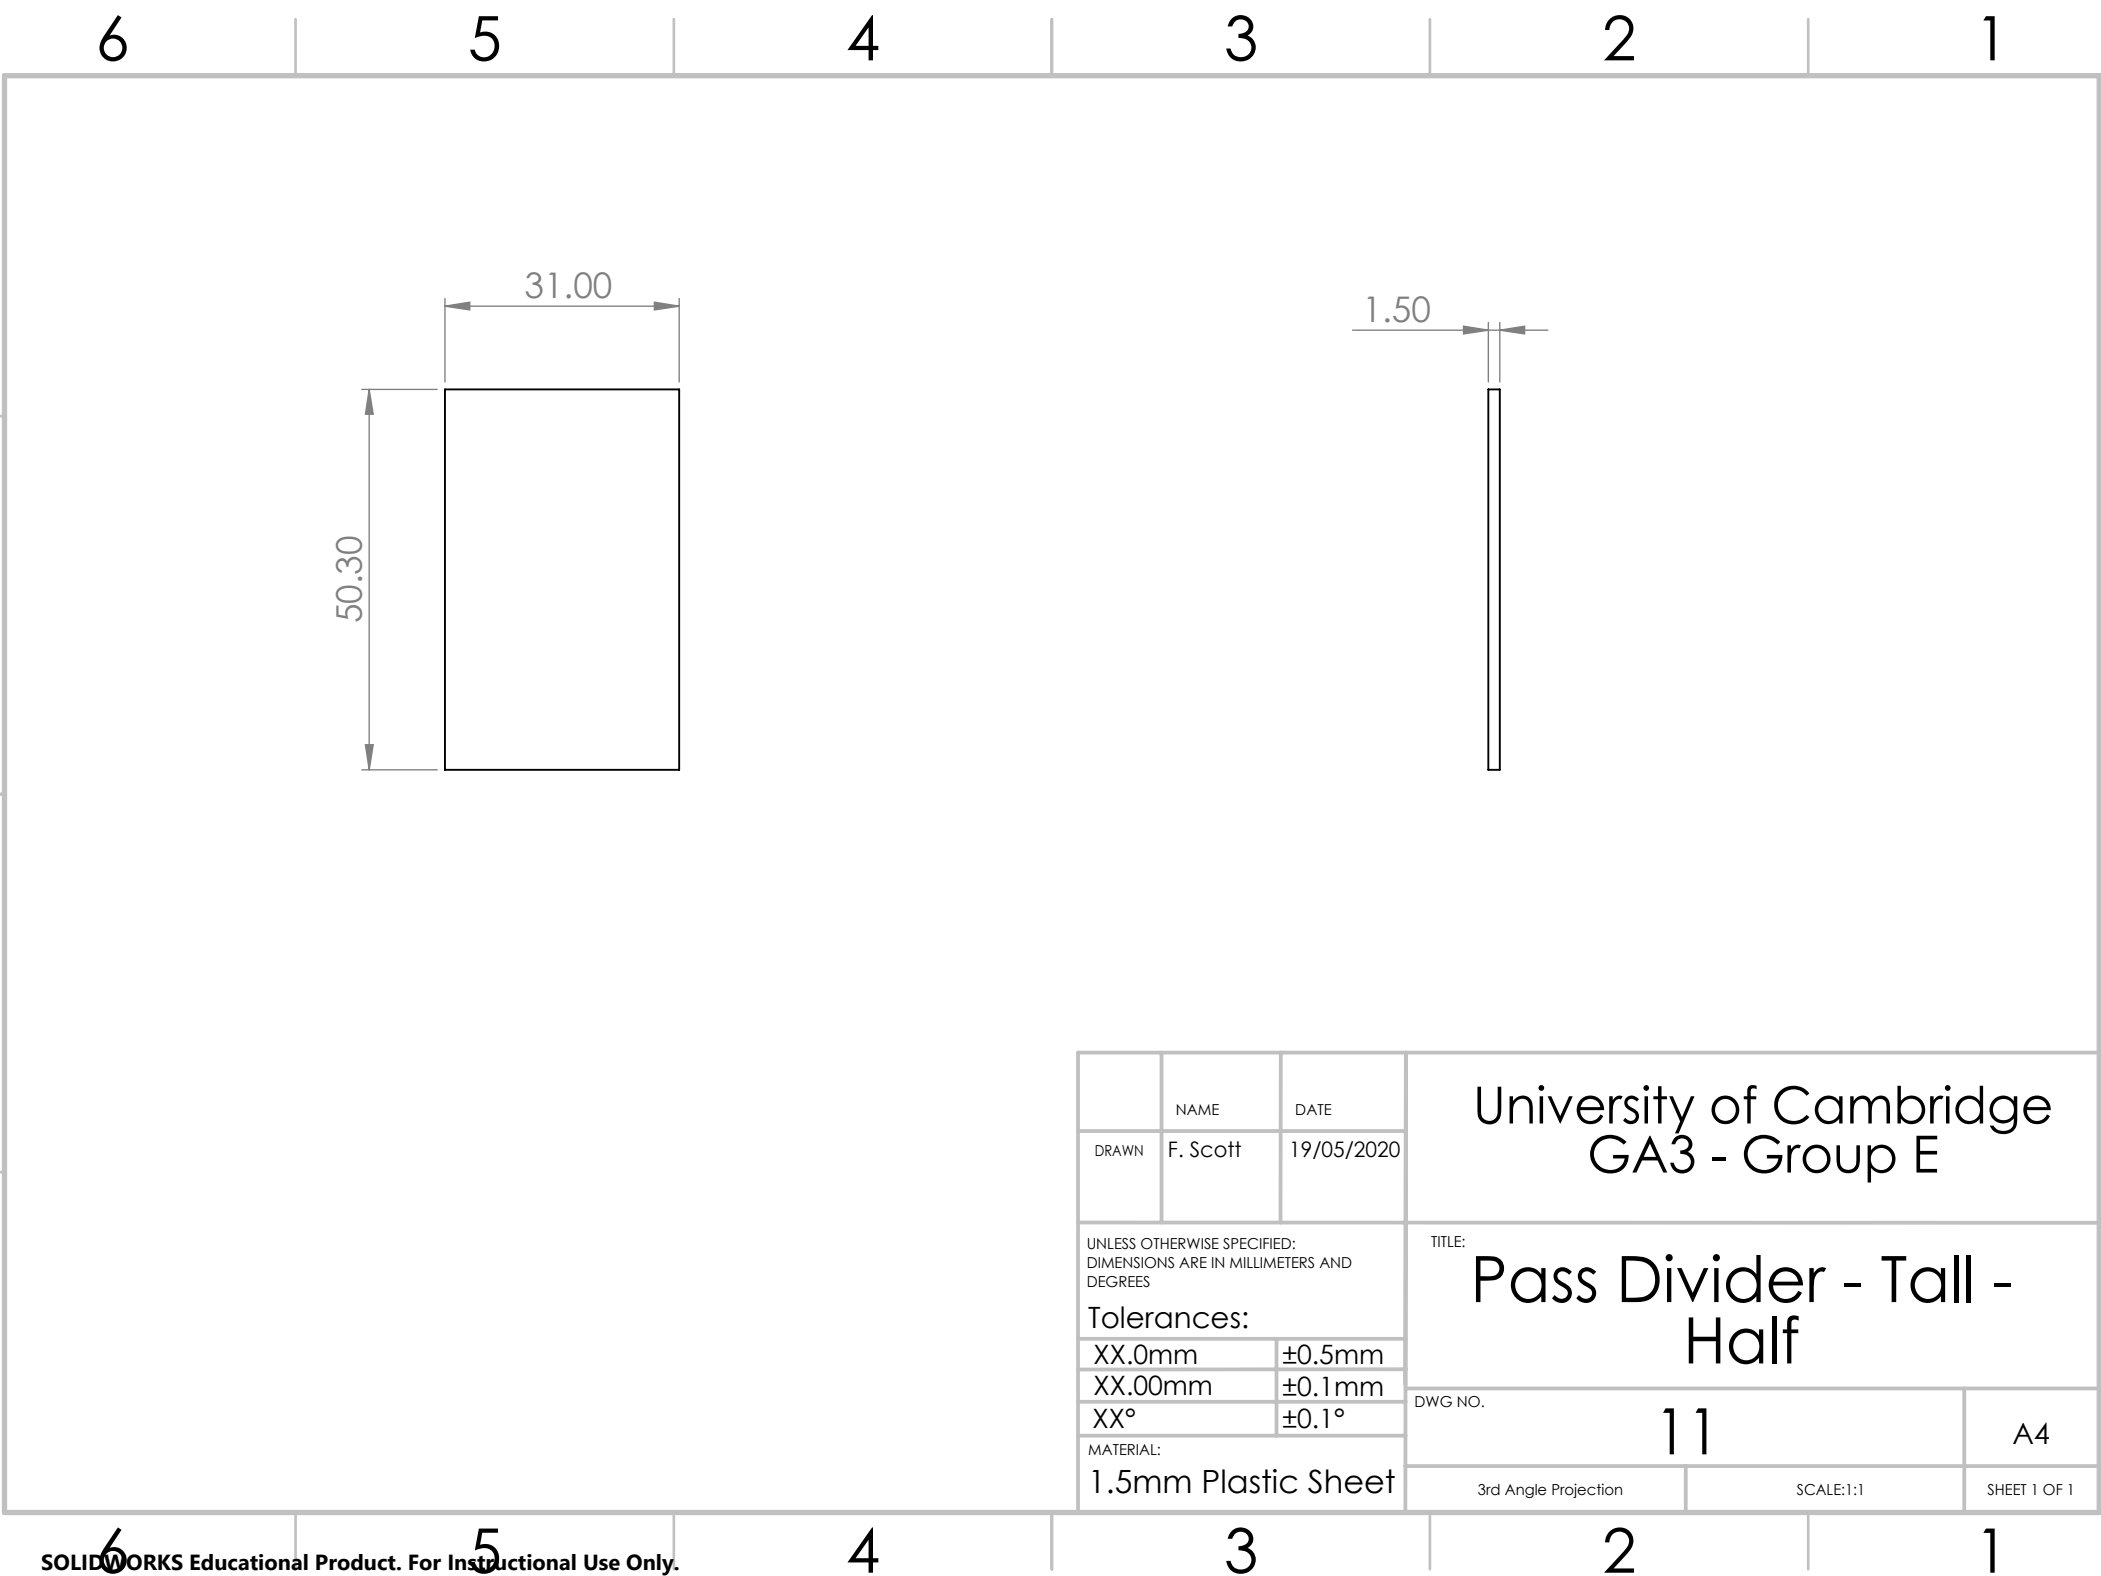 6 5 4 3 2 1
31.00
1.50
50.30
NAME DATE
DRAWN F. Scott 19/05/2020
University of Cambridge
GA3 - Group E
UNLESS OTHERWISE SPECIFIED:
DIMENSIONS ARE IN MILLIMETERS AND
DEGREES
Tolerances:
XX.0mm ±0.5mm
XX.00mm ±0.1mm
XX° ±0.1°
MATERIAL:
1.5mm Plastic Sheet
TITLE:
Pass Divider - Tall -
Half
DWG NO.
11
A4
3rd Angle Projection SCALE:1:1 SHEET 1 OF 1
6 5 4 3 2 1
SOLIDWORKS Educational Product. For Instructional Use Only.